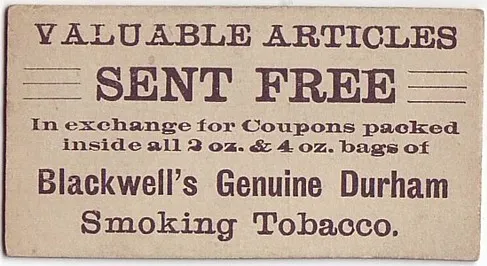 VALUABLE ARTICLES
SENT FREE
In exchange for Coupons packed
inside all 2 oz. & 4 oz. bags of
Blackwell's Genuine Durham
Smoking Tobacco.